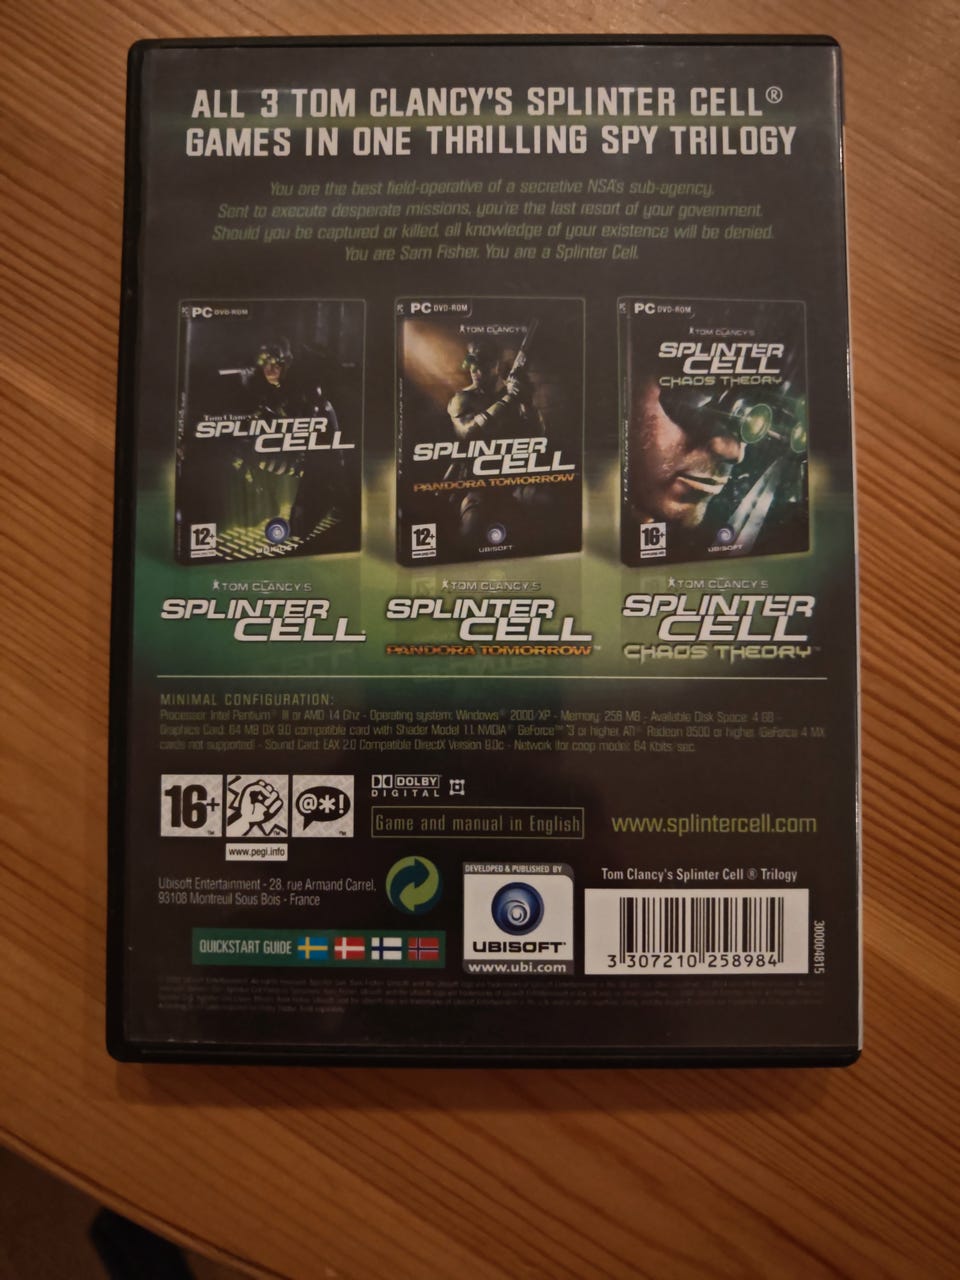 ALL 3 TOM CLANCY'S SPLINTER CELL®
GAMES IN ONE THRILLING SPY TRILOGY
You are the best field-operative of a secretive NSA's sub-agency.
Sent to execute desperate missions, you're the last resort of your government.
Should you be captured or killed, all knowledge of your existence will be denied.
You are Sam Fisher. You are a Splinter Cell.
PC DVD-ROM
Tom Clancy's
SPLINTER
CELL
12+
UBISOFT
PC DVD-ROM
TOM CLANCY'S
SPLINTER
CELL
PANDORA TOMORROW
12+
UBISOFT
PC DVD-ROM
TOM CLANCY'S
SPLINTER
CELL
CHAOS THEORY
16+
UBISOFT
TOM CLANCY'S
SPLINTER
CELL
TOM CLANCY'S
SPLINTER
CELL
PANDORA TOMORROW™
TOM CLANCY'S
SPLINTER
CELL
CHAOS THEORY™
MINIMAL CONFIGURATION:
Processor: Intel Pentium® III or AMD 1.4 Ghz - Operating system: Windows® 2000/XP - Memory: 256 MB - Available Disk Space: 4 GB -
Graphics Card: 64 MB DX 9.0 compatible card with Shader Model 1.1. NVIDIA® GeForce™ 3 or higher, ATI® Radeon 8500 or higher (GeForce 4 MX
cards not supported) - Sound Card: EAX 2.0 Compatible DirectX Version 9.0c - Network (for coop mode): 64 Kbits sec.
16+™
™
@*!™
www.pegi.info
DOLBY
DIGITAL
Game and manual in English
www.splintercell.com
Ubisoft Entertainment - 28, rue Armand Carrel,
93108 Montreuil Sous Bois - France
QUICKSTART GUIDE
DEVELOPED & PUBLISHED BY
UBISOFT®
www.ubi.com
Tom Clancy's Splinter Cell ® Trilogy
3 307210 258984
300004815